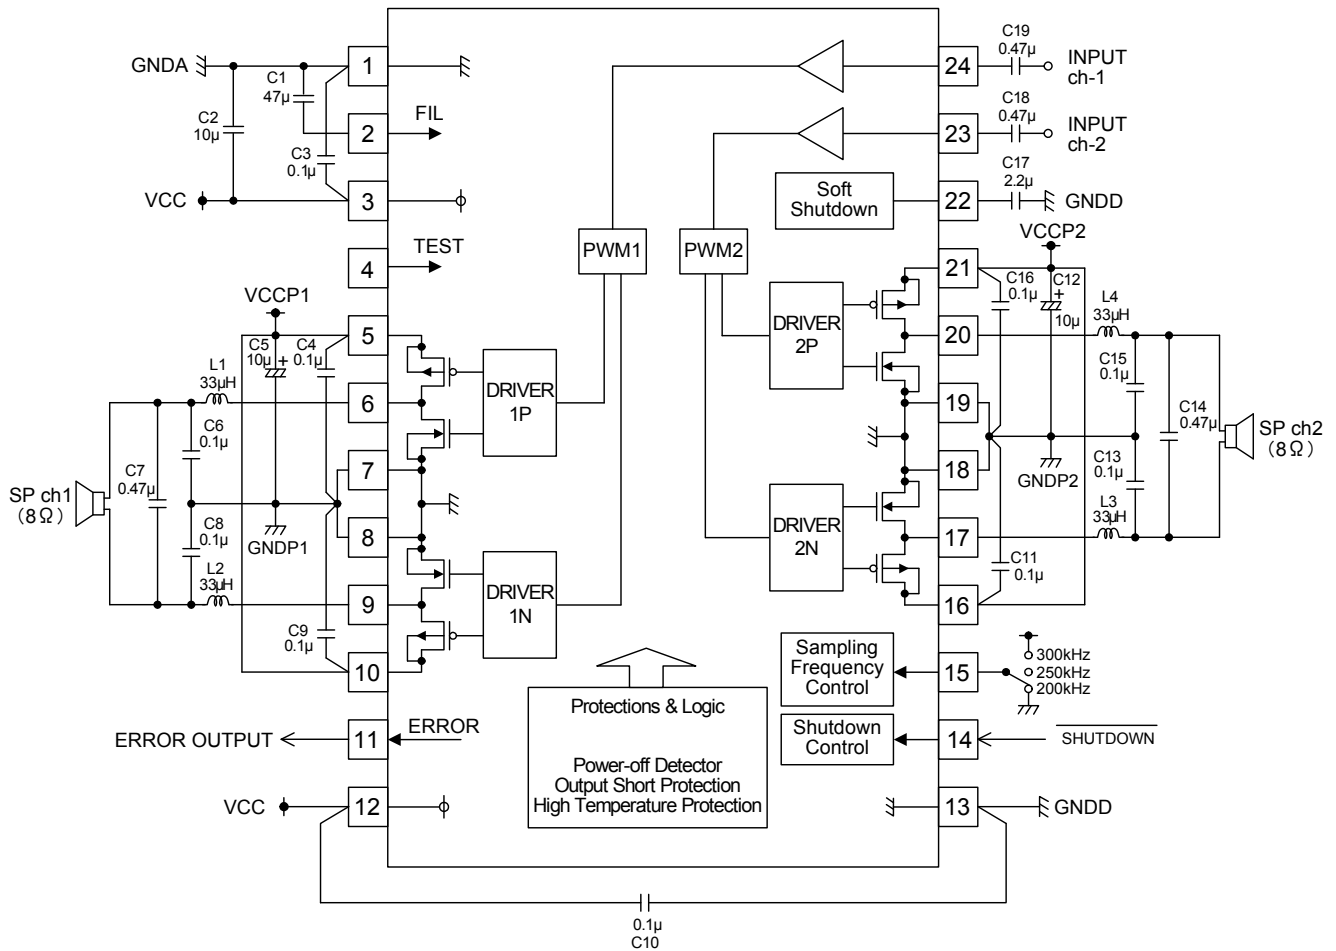 GNDA
C1
47µ
C2
10µ
C3
0.1µ
VCC
1
2
3
4
FIL
TEST
VCCP1
5
6
7
8
9
10
C5
10µ
+
C4
0.1µ
L1
33µH
C6
0.1µ
C7
0.47µ
SP ch1
(8Ω)
C8
0.1µ
GNDP1
L2
33µH
C9
0.1µ
ERROR OUTPUT
11
ERROR
VCC
12
PWM1
PWM2
Soft
Shutdown
DRIVER
1P
DRIVER
1N
DRIVER
2P
DRIVER
2N
Protections & Logic
Power-off Detector
Output Short Protection
High Temperature Protection
Sampling
Frequency
Control
Shutdown
Control
24
C19
0.47µ
INPUT
ch-1
23
C18
0.47µ
INPUT
ch-2
22
C17
2.2µ
GNDD
VCCP2
21
C16
0.1µ
C12
+
10µ
L4
33µH
20
C15
0.1µ
19
C14
0.47µ
SP ch2
(8Ω)
18
GNDP2
C13
0.1µ
L3
33µH
17
C11
0.1µ
16
15
300kHz
250kHz
200kHz
14
SHUTDOWN
13
GNDD
0.1µ
C10